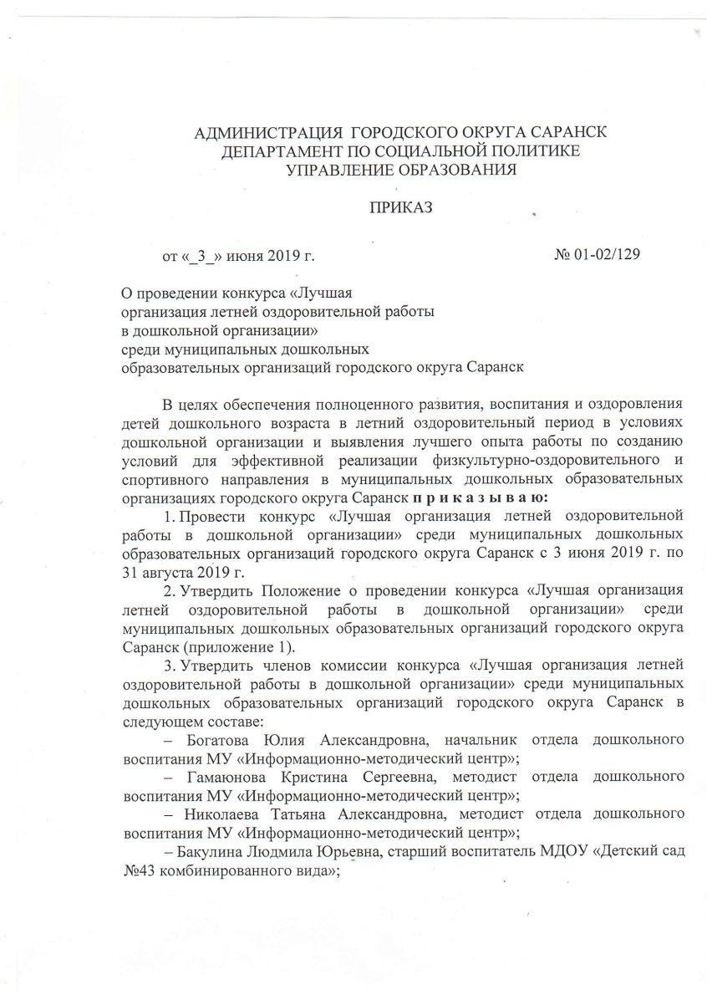 АДМИНИСТРАЦИЯ ГОРОДСКОГО ОКРУГА САРАНСК
ДЕПАРТАМЕНТ ПО СОЦИАЛЬНОЙ ПОЛИТИКЕ
УПРАВЛЕНИЕ ОБРАЗОВАНИЯ
ПРИКАЗ
от «_3_» июня 2019 г. № 01-02/129
О проведении конкурса «Лучшая
организация летней оздоровительной работы
в дошкольной организации»
среди муниципальных дошкольных
образовательных организаций городского округа Саранск
В целях обеспечения полноценного развития, воспитания и оздоровления
детей дошкольного возраста в летний оздоровительный период в условиях
дошкольной организации и выявления лучшего опыта работы по созданию
условий для эффективной реализации физкультурно-оздоровительного и
спортивного направления в муниципальных дошкольных образовательных
организациях городского округа Саранск п р и к а з ы в а ю:
1. Провести конкурс «Лучшая организация летней оздоровительной
работы в дошкольной организации» среди муниципальных дошкольных
образовательных организаций городского округа Саранск с 3 июня 2019 г. по
31 августа 2019 г.
2. Утвердить Положение о проведении конкурса «Лучшая организация
летней оздоровительной работы в дошкольной организации» среди
муниципальных дошкольных образовательных организаций городского округа
Саранск (приложение 1).
3. Утвердить членов комиссии конкурса «Лучшая организация летней
оздоровительной работы в дошкольной организации» среди муниципальных
дошкольных образовательных организаций городского округа Саранск в
следующем составе:
– Богатова Юлия Александровна, начальник отдела дошкольного
воспитания МУ «Информационно-методический центр»;
– Гамаюнова Кристина Сергеевна, методист отдела дошкольного
воспитания МУ «Информационно-методический центр»;
– Николаева Татьяна Александровна, методист отдела дошкольного
воспитания МУ «Информационно-методический центр»;
– Бакулина Людмила Юрьевна, старший воспитатель МДОУ «Детский сад
№43 комбинированного вида»;